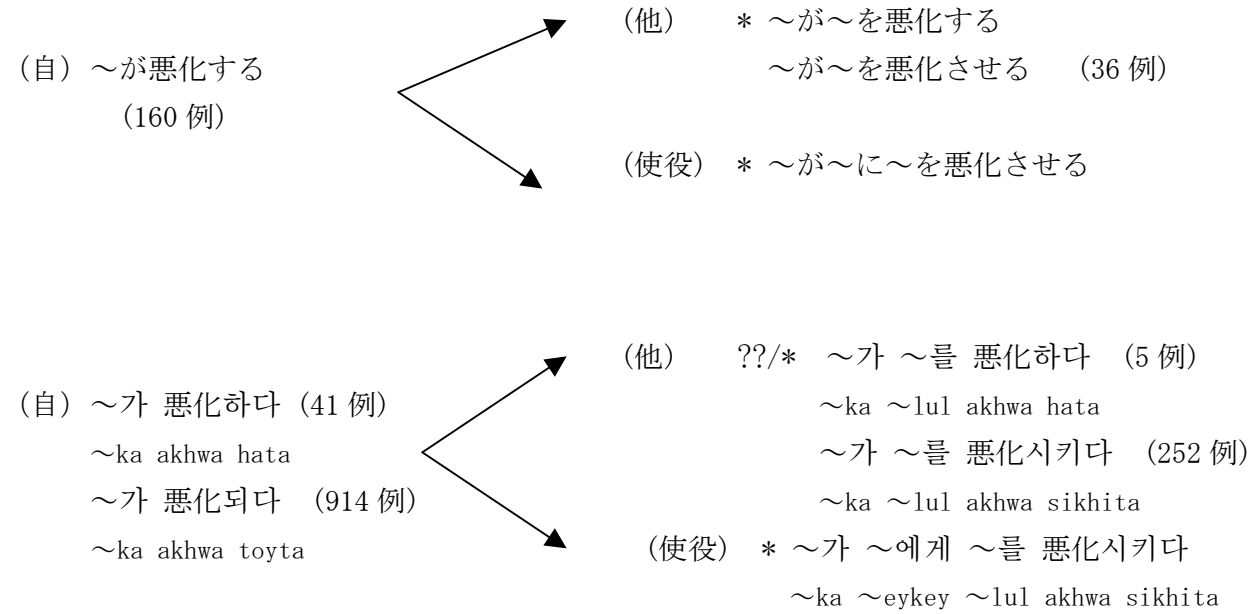 (他)　* ～が～を悪化する
(自) ～が悪化する
～が～を悪化させる　(36 例)
(160 例)
(使役)　* ～が～に～を悪化させる
(他)　??/*　～가 ～를 悪化하다　(5 例)
(自) ～가 悪化하다 (41 例)
～ka ～lul akhwa hata
～ka akhwa hata
～가 ～를 悪化시키다　(252 例)
～가 悪化되다　(914 例)
～ka ～lul akhwa sikhita
～ka akhwa toyta
(使役)　* ～가 ～에게 ～를 悪化시키다
～ka ～eykey ～lul akhwa sikhita